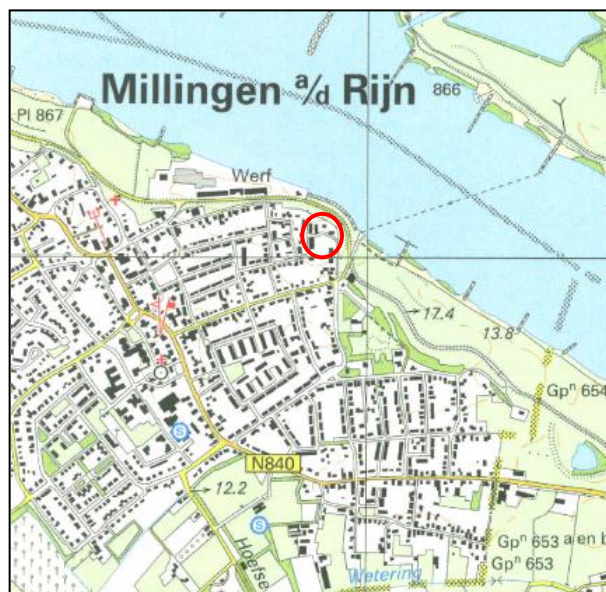 Millingen a/d Rijn 866
Pl 867
Werf
17.4
13.8
Gpⁿ 654
S
N840
12.2
S
Hoefse
Gpⁿ 653 a en b
Gpⁿ 653
Wetering